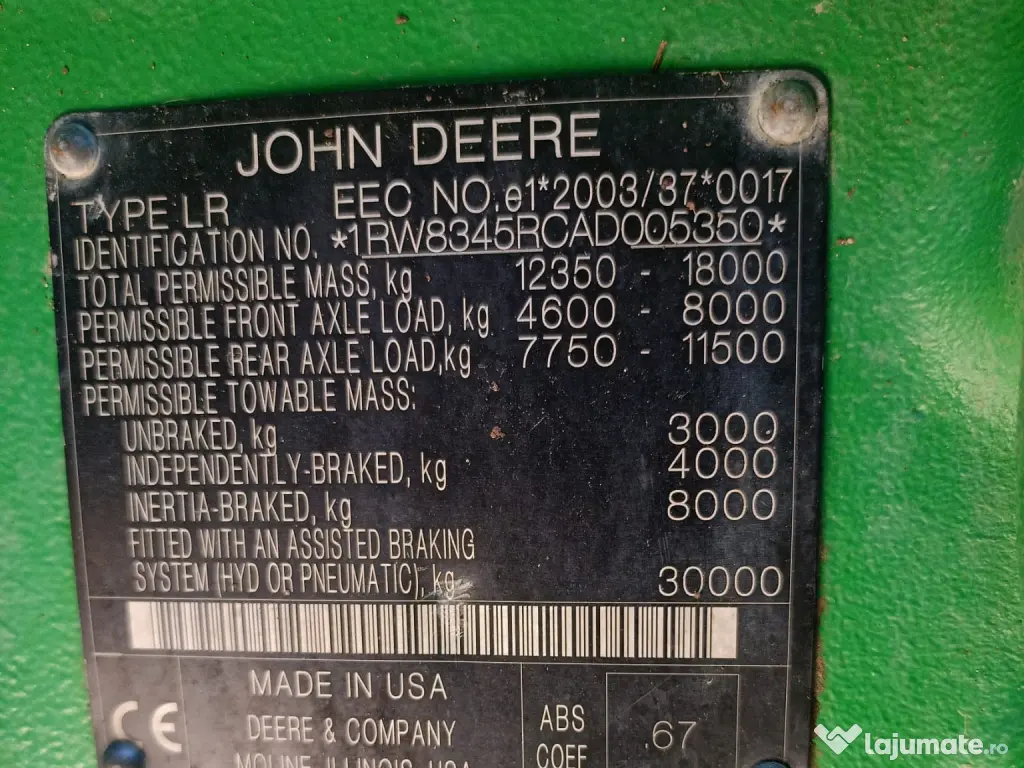 JOHN DEERE
TYPE LR EEC NO. e1*2003/37*0017
IDENTIFICATION NO. *1RW8345RCAD005350*
TOTAL PERMISSIBLE MASS, kg 12350 - 18000
PERMISSIBLE FRONT AXLE LOAD, kg 4600 - 8000
PERMISSIBLE REAR AXLE LOAD,kg 7750 - 11500
PERMISSIBLE TOWABLE MASS:
UNBRAKED, kg 3000
INDEPENDENTLY-BRAKED, kg 4000
INERTIA-BRAKED, kg 8000
FITTED WITH AN ASSISTED BRAKING
SYSTEM (HYD OR PNEUMATIC), kg 30000
CE
MADE IN USA
DEERE & COMPANY
MOLINE, ILLINOIS, USA
ABS
COEF
.67
lajumate.ro